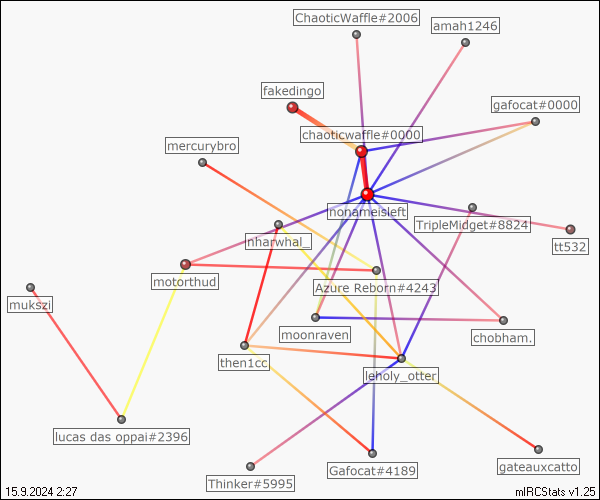 ChaoticWaffle#2006
amah1246
fakedingo
gafocat#0000
chaoticwaffle#0000
mercurybro
nonameisleft
TripleMidget#8824
nharwhal_
tt532
motorthud
Azure Reborn#4243
mukszi
moonraven
chobham.
then1cc
leholy_otter
lucas das oppai#2396
Thinker#5995
Gafocat#4189
gateauxcatto
15.9.2024 2:27
mIRCStats v1.25